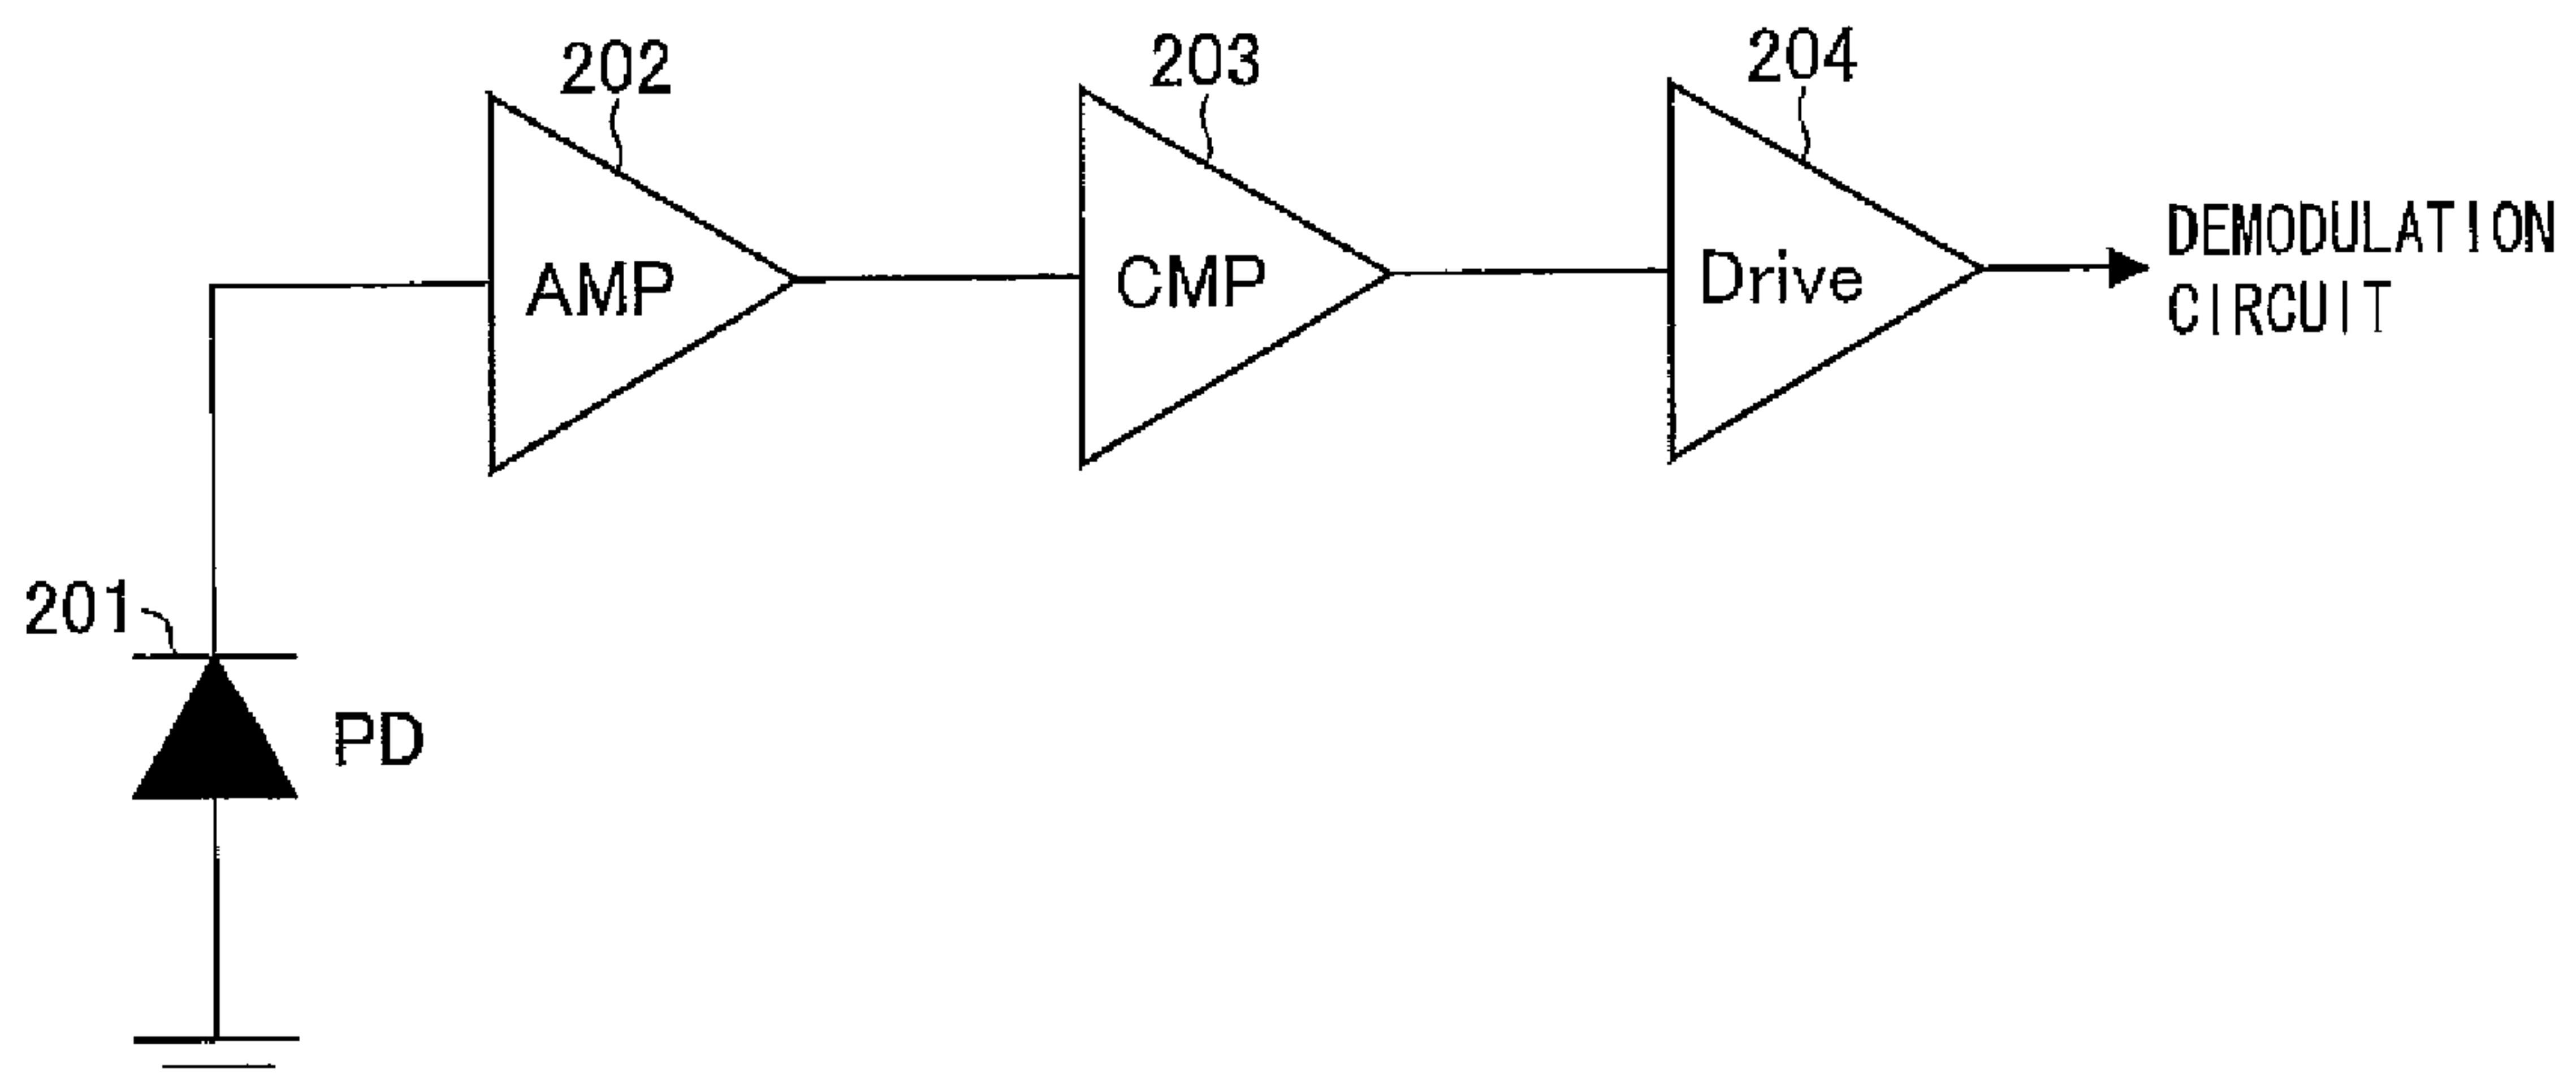 202
203
204
AMP
CMP
Drive
DEMODULATION
CIRCUIT
201
PD